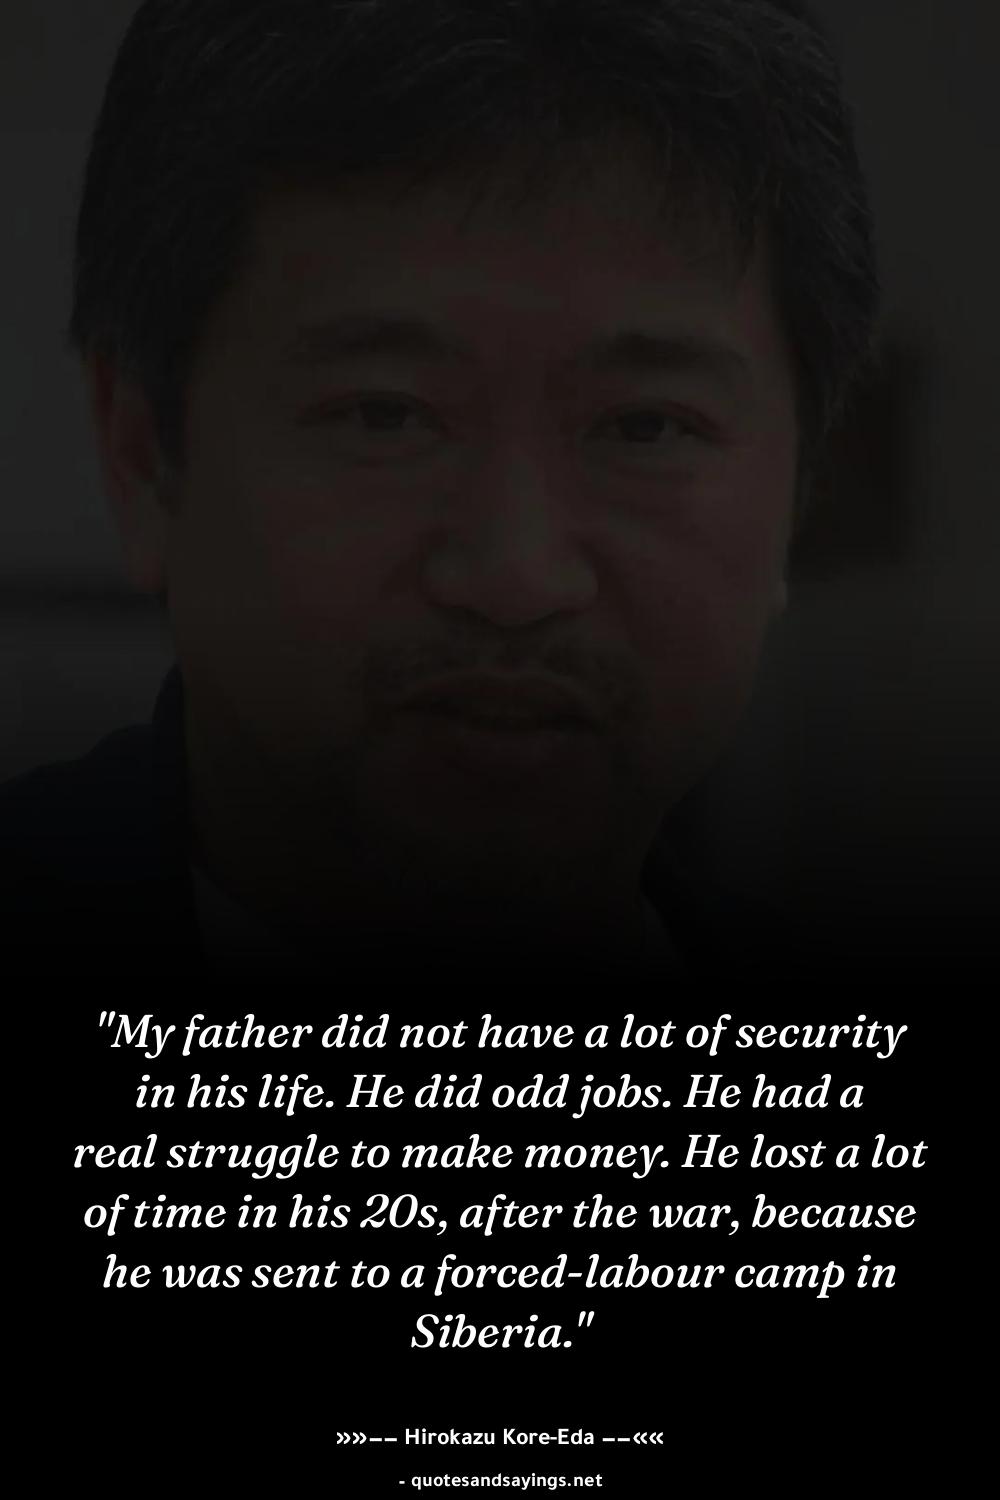 "My father did not have a lot of security
in his life. He did odd jobs. He had a
real struggle to make money. He lost a lot
of time in his 20s, after the war, because
he was sent to a forced-labour camp in
Siberia."
»»–– Hirokazu Kore-Eda ––««
- quotesandsayings.net